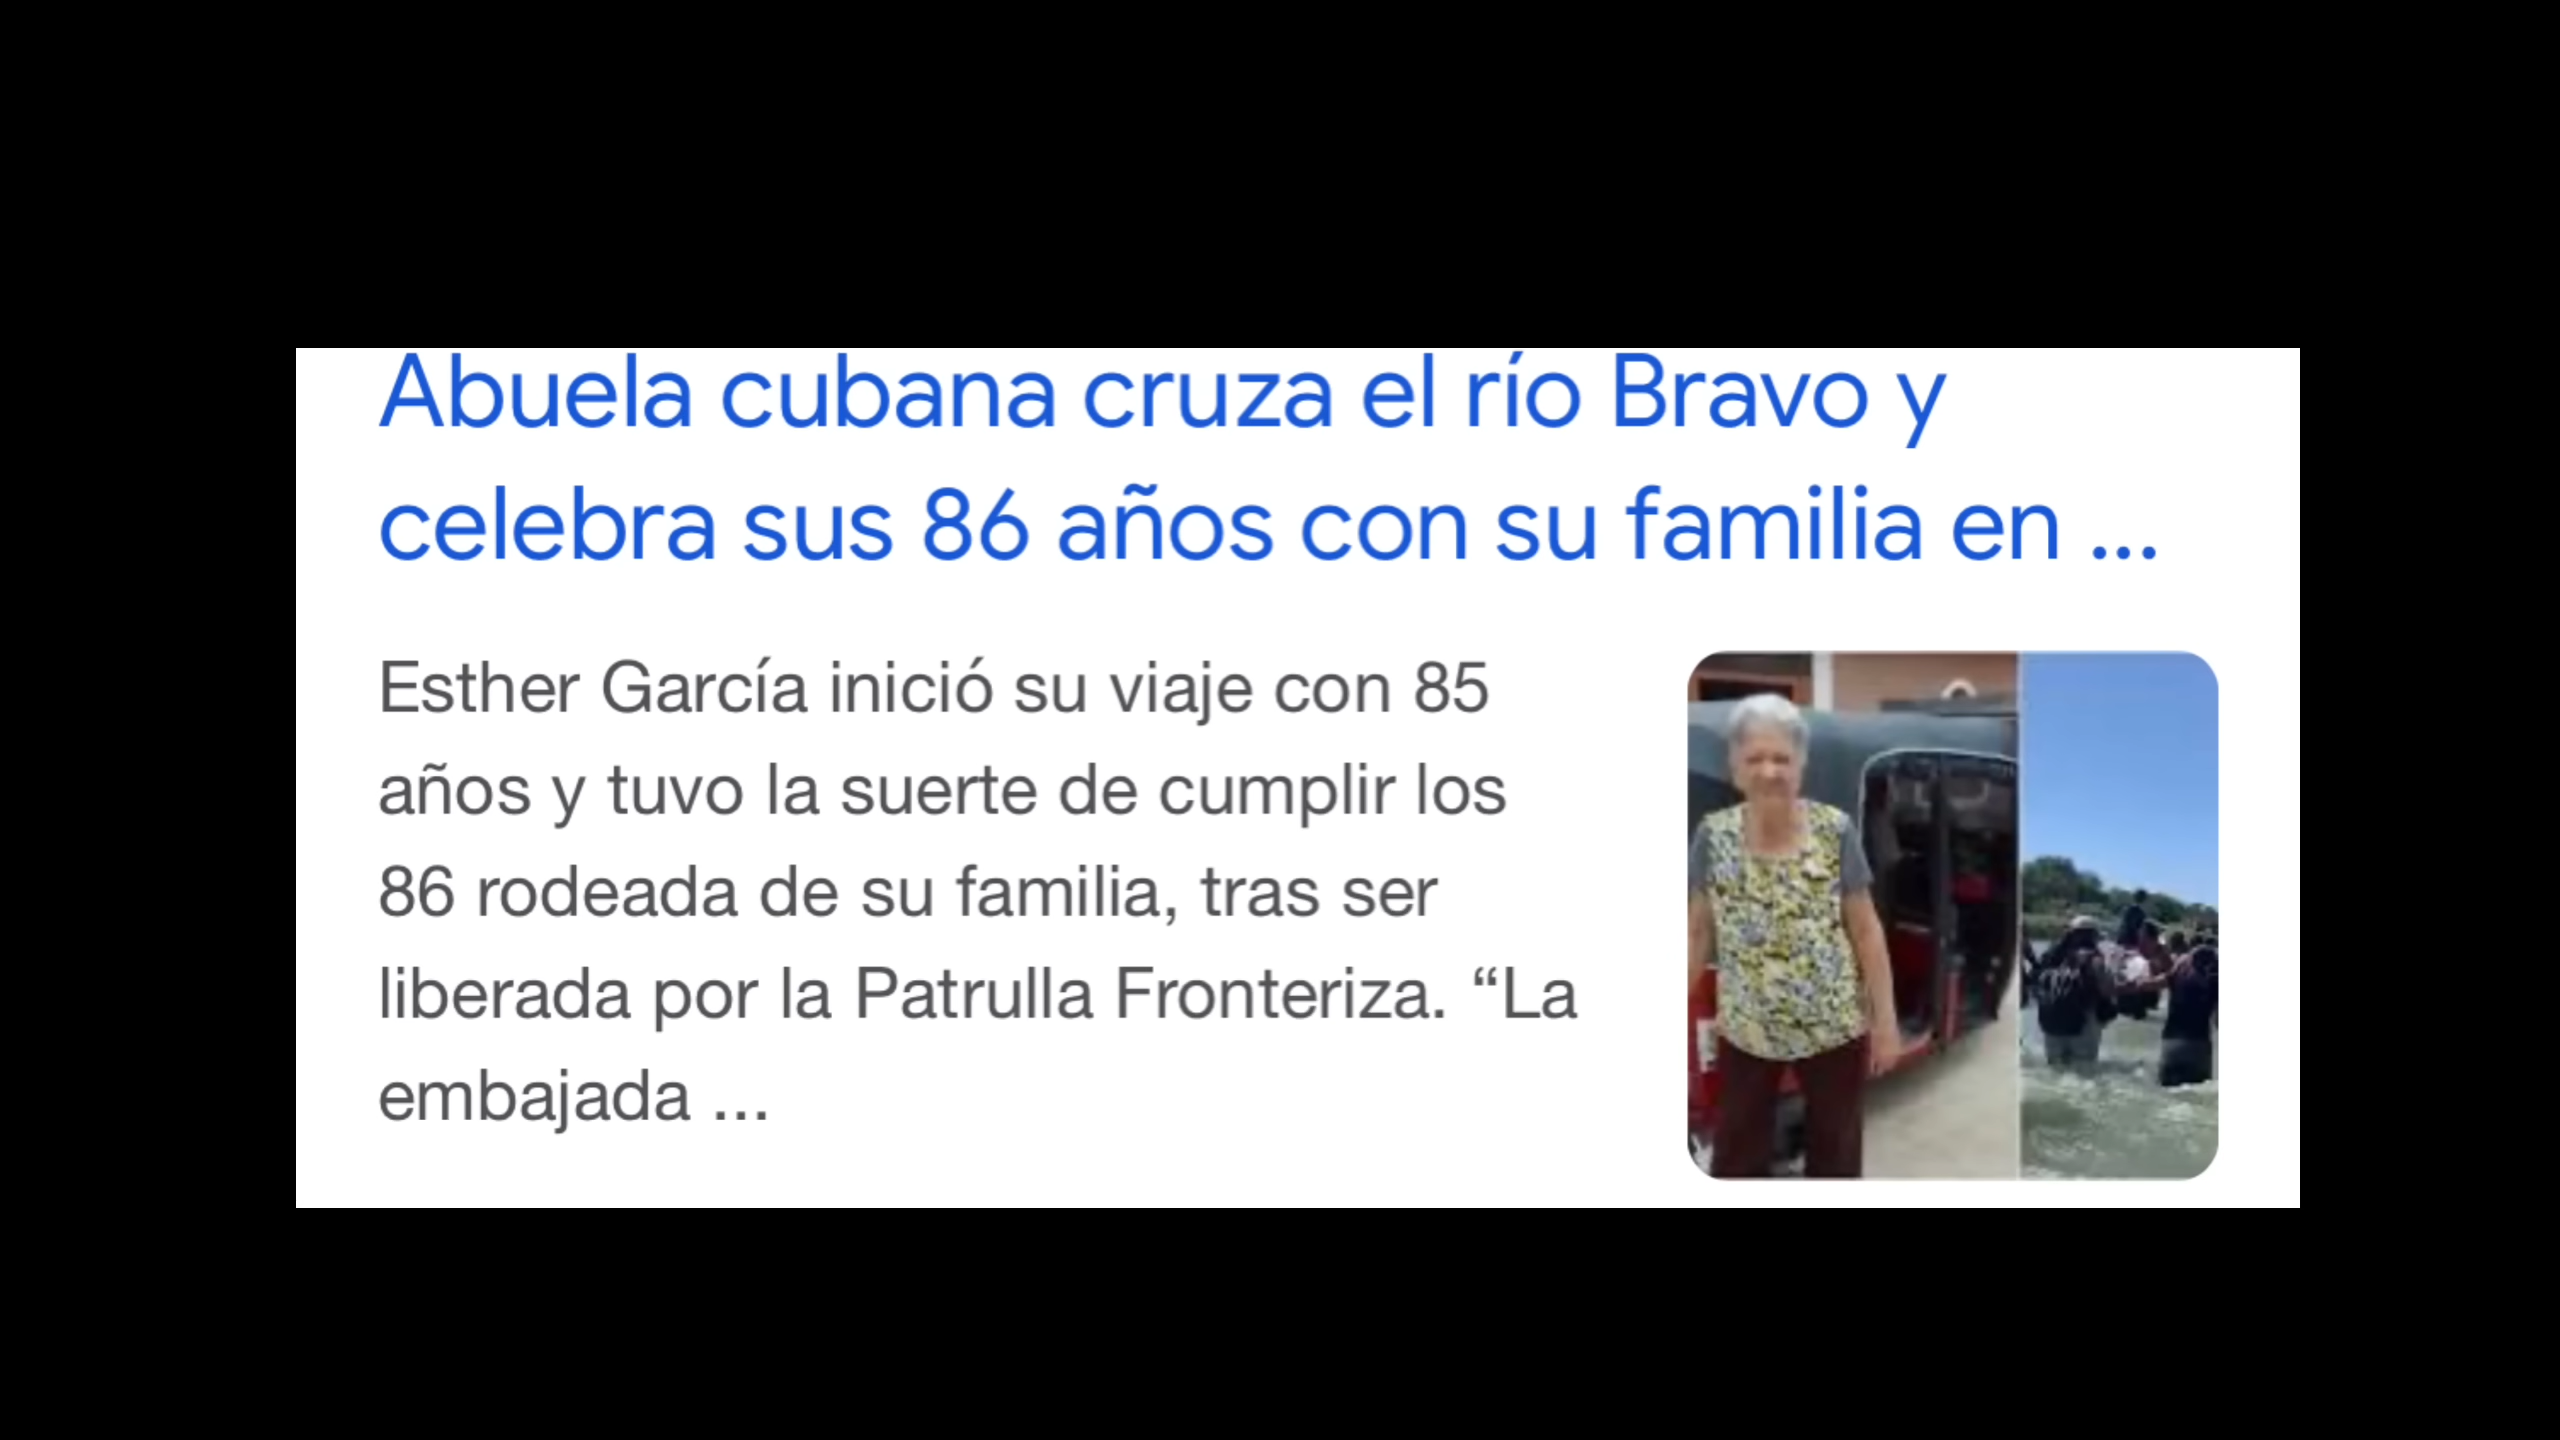 Abuela cubana cruza el río Bravo y
celebra sus 86 años con su familia en ...
Esther García inició su viaje con 85
años y tuvo la suerte de cumplir los
86 rodeada de su familia, tras ser
liberada por la Patrulla Fronteriza. “La
embajada ...